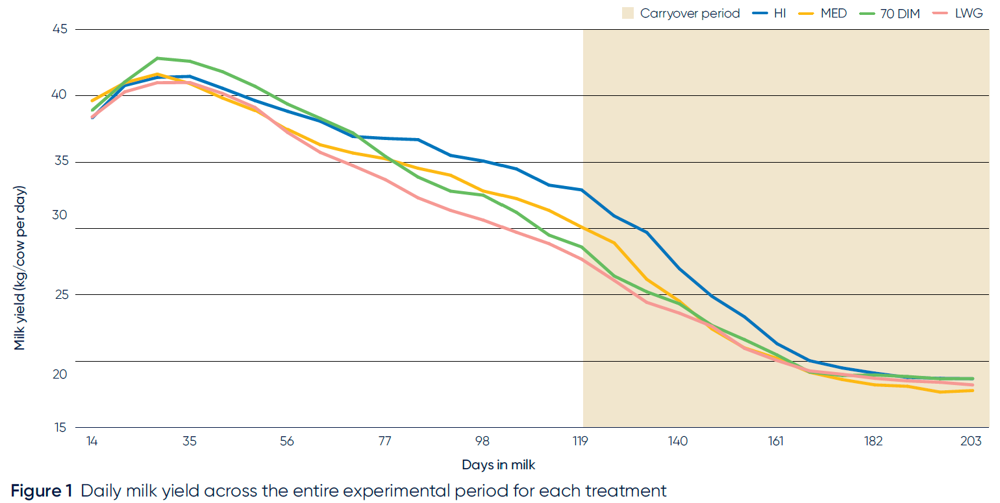 Carryover period HI MED 70 DIM LWG
45
40
35
30
25
20
15
Milk yield (kg/cow per day)
14 35 56 77 98 119 140 161 182 203
Days in milk
Figure 1 Daily milk yield across the entire experimental period for each treatment